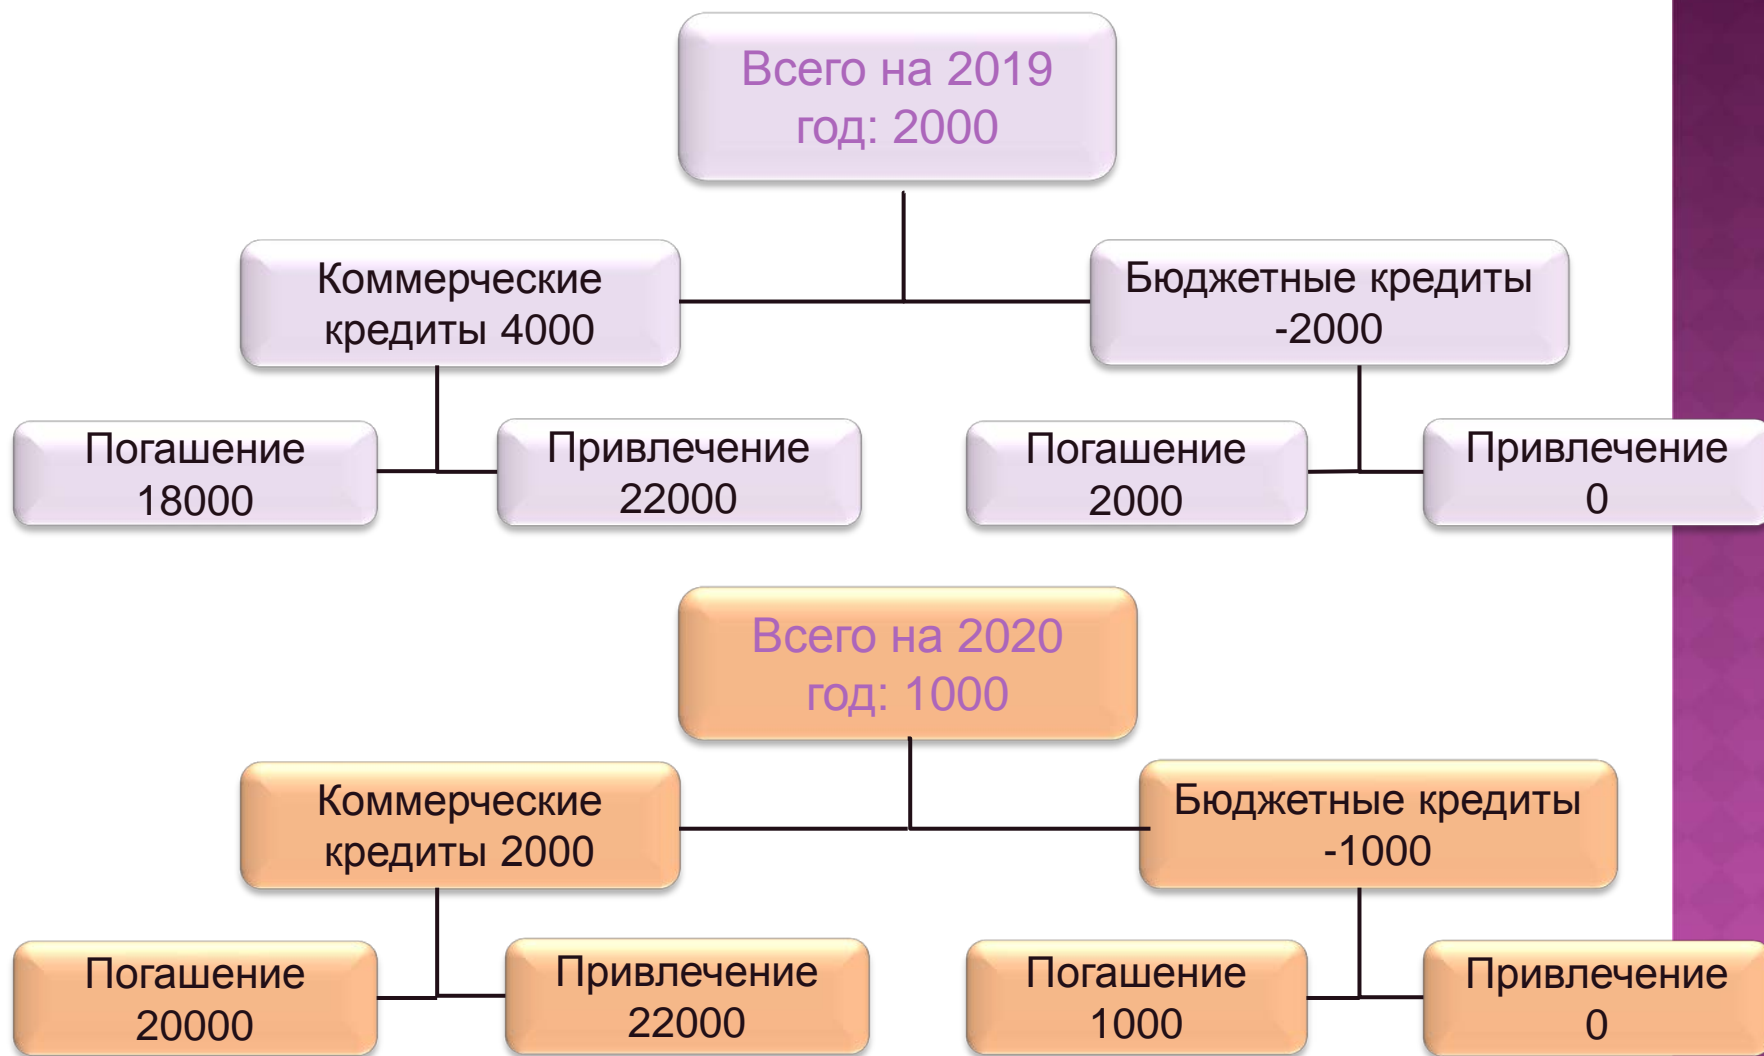 Всего на 2019
год: 2000
Коммерческие
кредиты 4000
Бюджетные кредиты
-2000
Погашение
18000
Привлечение
22000
Погашение
2000
Привлечение
0
Всего на 2020
год: 1000
Коммерческие
кредиты 2000
Бюджетные кредиты
-1000
Погашение
20000
Привлечение
22000
Погашение
1000
Привлечение
0